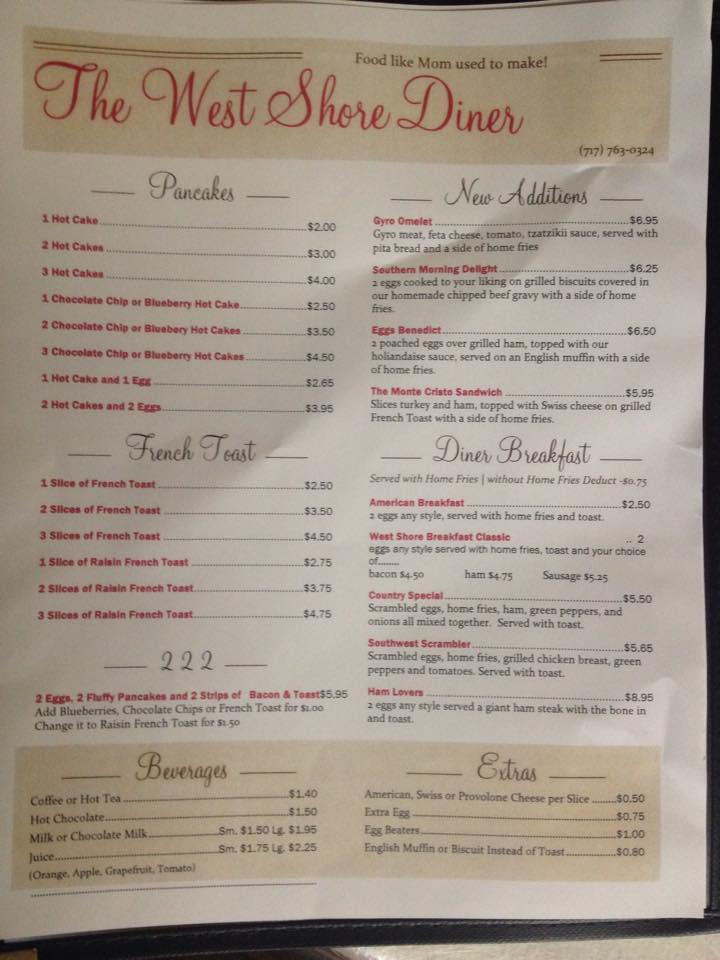 Food like Mom used to make!
The West Shore Diner
(717) 763-0324
Pancakes
1 Hot Cake $2.00
2 Hot Cakes $3.00
3 Hot Cakes $4.00
1 Chocolate Chip or Blueberry Hot Cake $2.50
2 Chocolate Chip or Bluebery Hot Cakes $3.50
3 Chocolate Chip or Bluebery Hot Cakes $4.50
1 Hot Cake and 1 Egg $2.65
2 Hot Cakes and 2 Eggs $3.95
French Toast
1 Slice of French Toast $2.50
2 Slices of French Toast $3.50
3 Slices of French Toast $4.50
1 Slice of Raisin French Toast $2.75
2 Slices of Raisin French Toast $3.75
3 Slices of Raisin French Toast $4.75
2 2 2
2 Eggs, 2 Fluffy Pancakes and 2 Strips of Bacon & Toast $5.95
Add Blueberries, Chocolate Chips or French Toast for $1.00
Change it to Raisin French Toast for $1.50
New Additions
Gyro Omelet $6.95
Gyro meat, feta cheese, tomato, tzatzikii sauce, served with
pita bread and a side of home fries
Southern Morning Delight $6.25
2 eggs cooked to your liking on grilled biscuits covered in
our homemade chipped beef gravy with a side of home
fries.
Eggs Benedict $6.50
2 poached eggs over grilled ham, topped with our
holiandaise sauce, served on an English muffin with a side
of home fries.
The Monte Cristo Sandwich $5.95
Slices turkey and ham, topped with Swiss cheese on grilled
French Toast with a side of home fries.
Diner Breakfast
Served with Home Fries | without Home Fries Deduct -$0.75
American Breakfast $2.50
2 eggs any style, served with home fries and toast.
West Shore Breakfast Classic .. 2
eggs any style served with home fries, toast and your choice
of........
bacon $4.50 ham $4.75 Sausage $5.25
Country Special $5.50
Scrambled eggs, home fries, ham, green peppers, and
onions all mixed together. Served with toast.
Southwest Scrambler $5.65
Scrambled eggs, home fries, grilled chicken breast, green
peppers and tomatoes. Served with toast.
Ham Lovers $8.95
2 eggs any style served a giant ham steak with the bone in
and toast.
Beverages
Coffee or Hot Tea $1.40
Hot Chocolate $1.50
Milk or Chocolate Milk Sm. $1.50 Lg. $1.95
Juice Sm. $1.75 Lg. $2.25
(Orange, Apple, Grapefruit, Tomato)
Extras
American, Swiss or Provolone Cheese per Slice $0.50
Extra Egg $0.75
Egg Beaters $1.00
English Muffin or Biscuit Instead of Toast $0.80